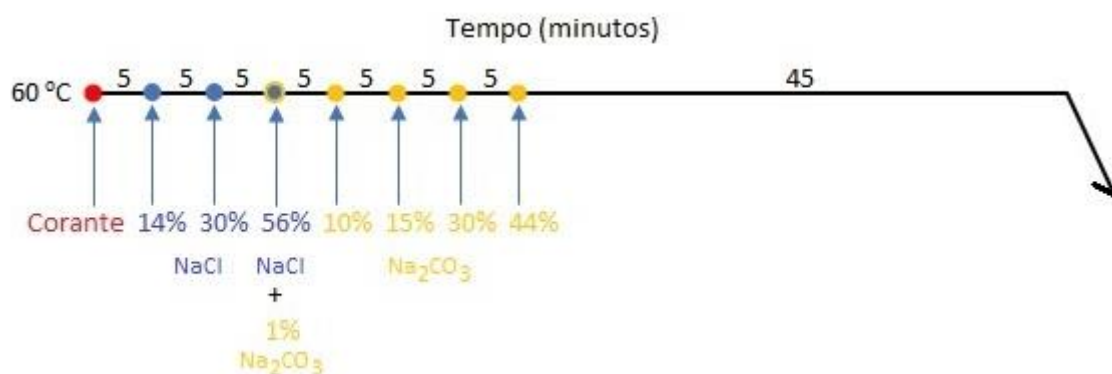 Tempo (minutos)
5 5 5 5 5 5 5 45
60 °C
Corante 14% 30% 56% 10% 15% 30% 44%
NaCl NaCl Na₂CO₃
+
1%
Na₂CO₃